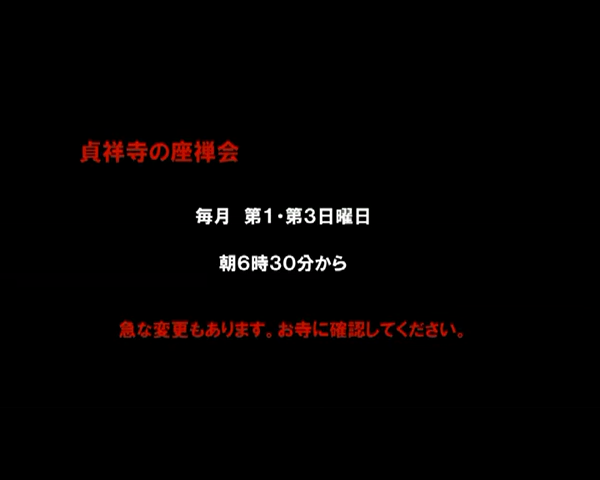 貞祥寺の座禅会
毎月　第1・第3日曜日
朝6時30分から
急な変更もあります。お寺に確認してください。